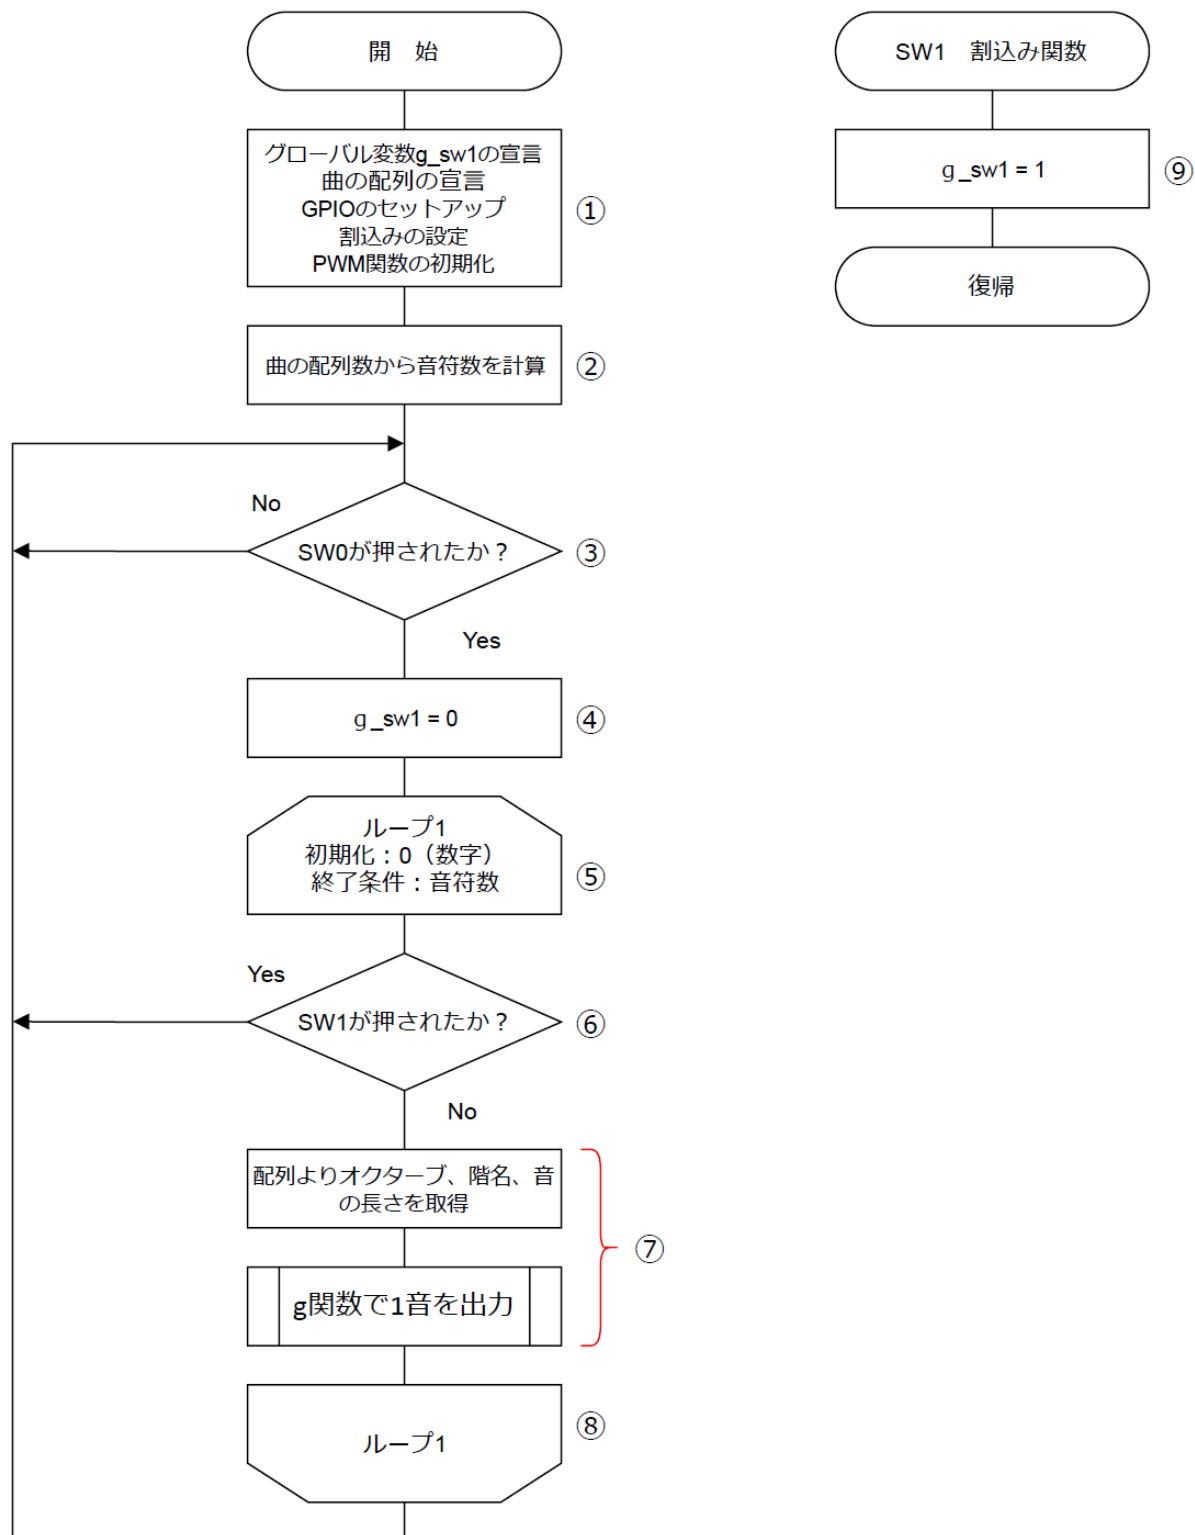 開　始
グローバル変数g_sw1の宣言
曲の配列の宣言
GPIOのセットアップ
割込みの設定
PWM関数の初期化
①
曲の配列数から音符数を計算
②
No
SW0が押されたか？
③
Yes
g_sw1 = 0
④
ループ1
初期化：0（数字）
終了条件：音符数
⑤
Yes
SW1が押されたか？
⑥
No
配列よりオクターブ、階名、音
の長さを取得
g関数で1音を出力
⑦
ループ1
⑧
SW1　割込み関数
g_sw1 = 1
⑨
復帰